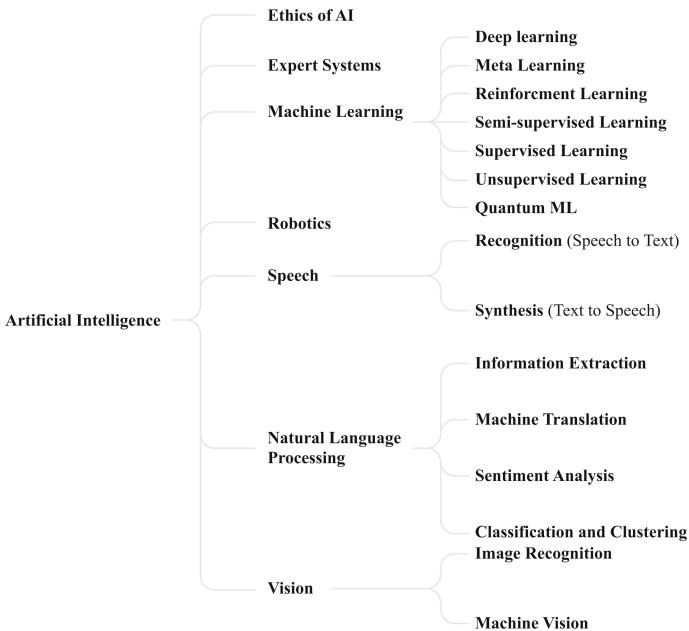 Ethics of AI
Deep learning
Expert Systems
Meta Learning
Reinforcment Learning
Machine Learning
Semi-supervised Learning
Supervised Learning
Unsupervised Learning
Quantum ML
Robotics
Recognition (Speech to Text)
Speech
Synthesis (Text to Speech)
Artificial Intelligence
Information Extraction
Machine Translation
Natural Language
Processing
Sentiment Analysis
Classification and Clustering
Image Recognition
Vision
Machine Vision